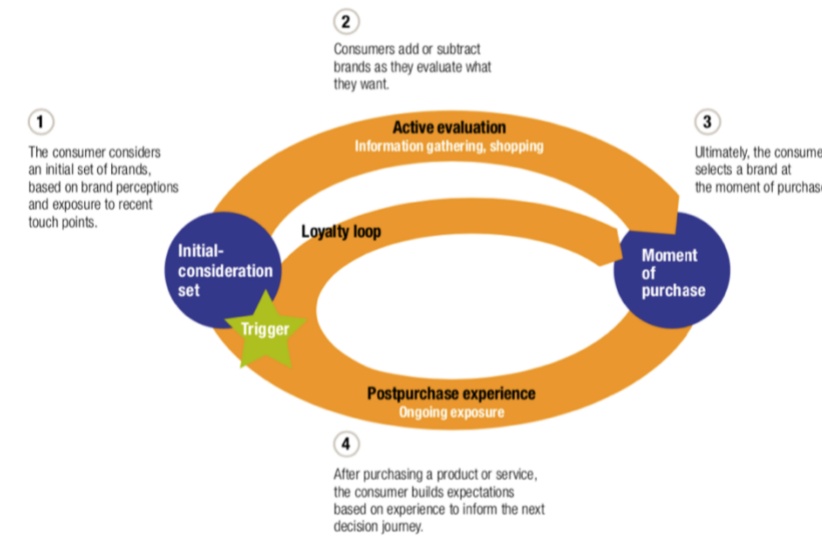 2
Consumers add or subtract
brands as they evaluate what
they want.
1
The consumer considers
an initial set of brands,
based on brand perceptions
and exposure to recent
touch points.
3
Ultimately, the consume
selects a brand at
the moment of purchas
Active evaluation
Information gathering, shopping
Loyalty loop
Initial-
consideration
set
Trigger
Moment
of
purchase
Postpurchase experience
Ongoing exposure
4
After purchasing a product or service,
the consumer builds expectations
based on experience to inform the next
decision journey.